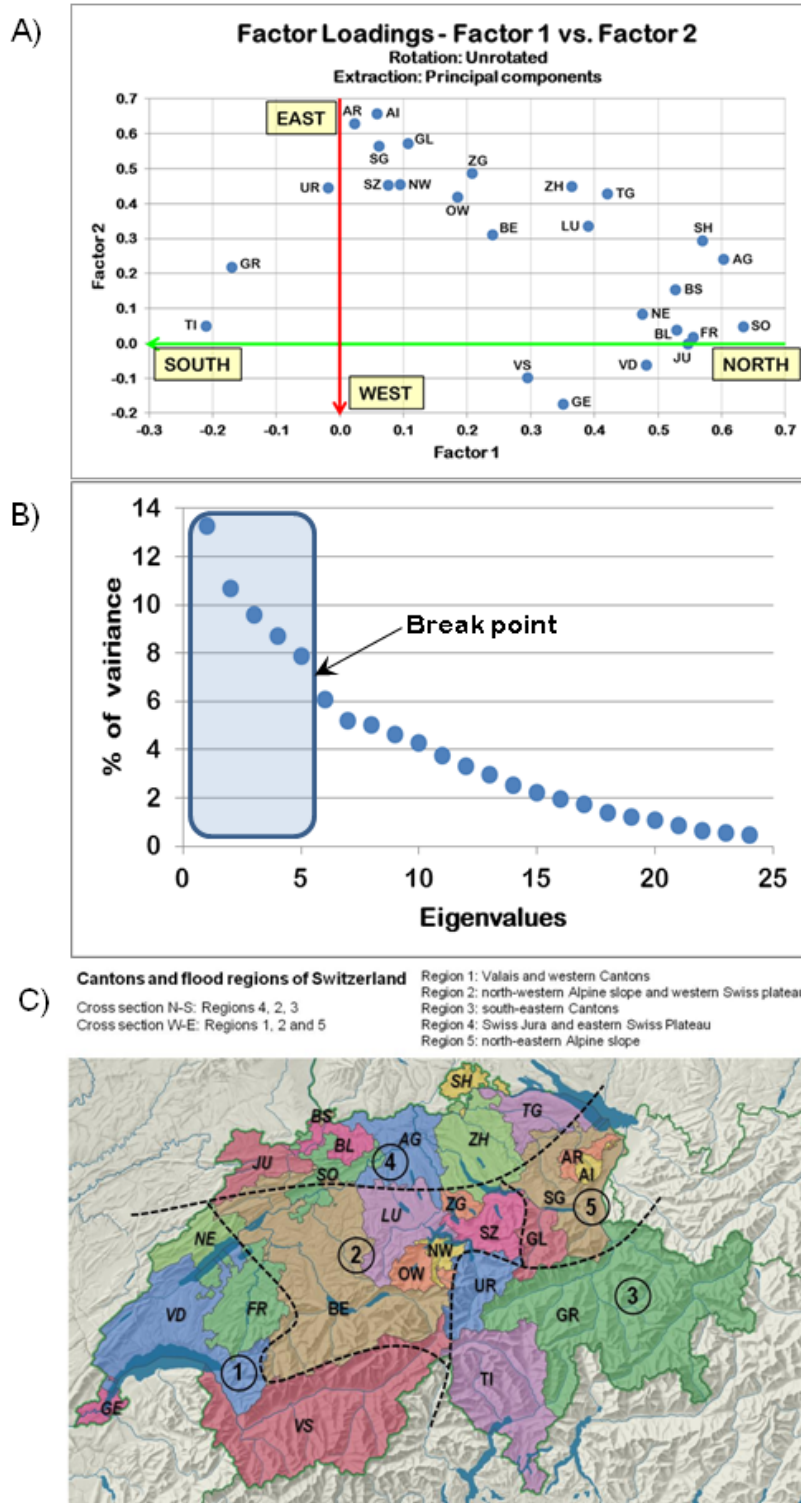 A)
Factor Loadings - Factor 1 vs. Factor 2
Rotation: Unrotated
Extraction: Principal components
0.7
0.6
0.5
0.4
0.3
0.2
0.1
0.0
-0.1
-0.2
Factor 2
EAST
AR
AI
SG
GL
ZG
UR
SZ
NW
OW
ZH
TG
BE
LU
SH
GR
AG
BS
TI
NE
BL
FR
SO
JU
SOUTH
NORTH
VS
VD
WEST
GE
-0.3 -0.2 -0.1 0.0 0.1 0.2 0.3 0.4 0.5 0.6 0.7
Factor 1
B)
14
12
10
8
6
4
2
0
% of vairiance
Break point
0 5 10 15 20 25
Eigenvalues
C)
Cantons and flood regions of Switzerland
Cross section N-S: Regions 4, 2, 3
Cross section W-E: Regions 1, 2 and 5
Region 1: Valais and western Cantons
Region 2: north-western Alpine slope and western Swiss plateau
Region 3: south-eastern Cantons
Region 4: Swiss Jura and eastern Swiss Plateau
Region 5: north-eastern Alpine slope
SH
BS
TG
BL
AG
ZH
JU
4
AR
AI
SO
SG
5
LU
ZG
SZ
GL
NE
2
NW
OW
UR
3
VD
FR
BE
GR
1
TI
GE
VS